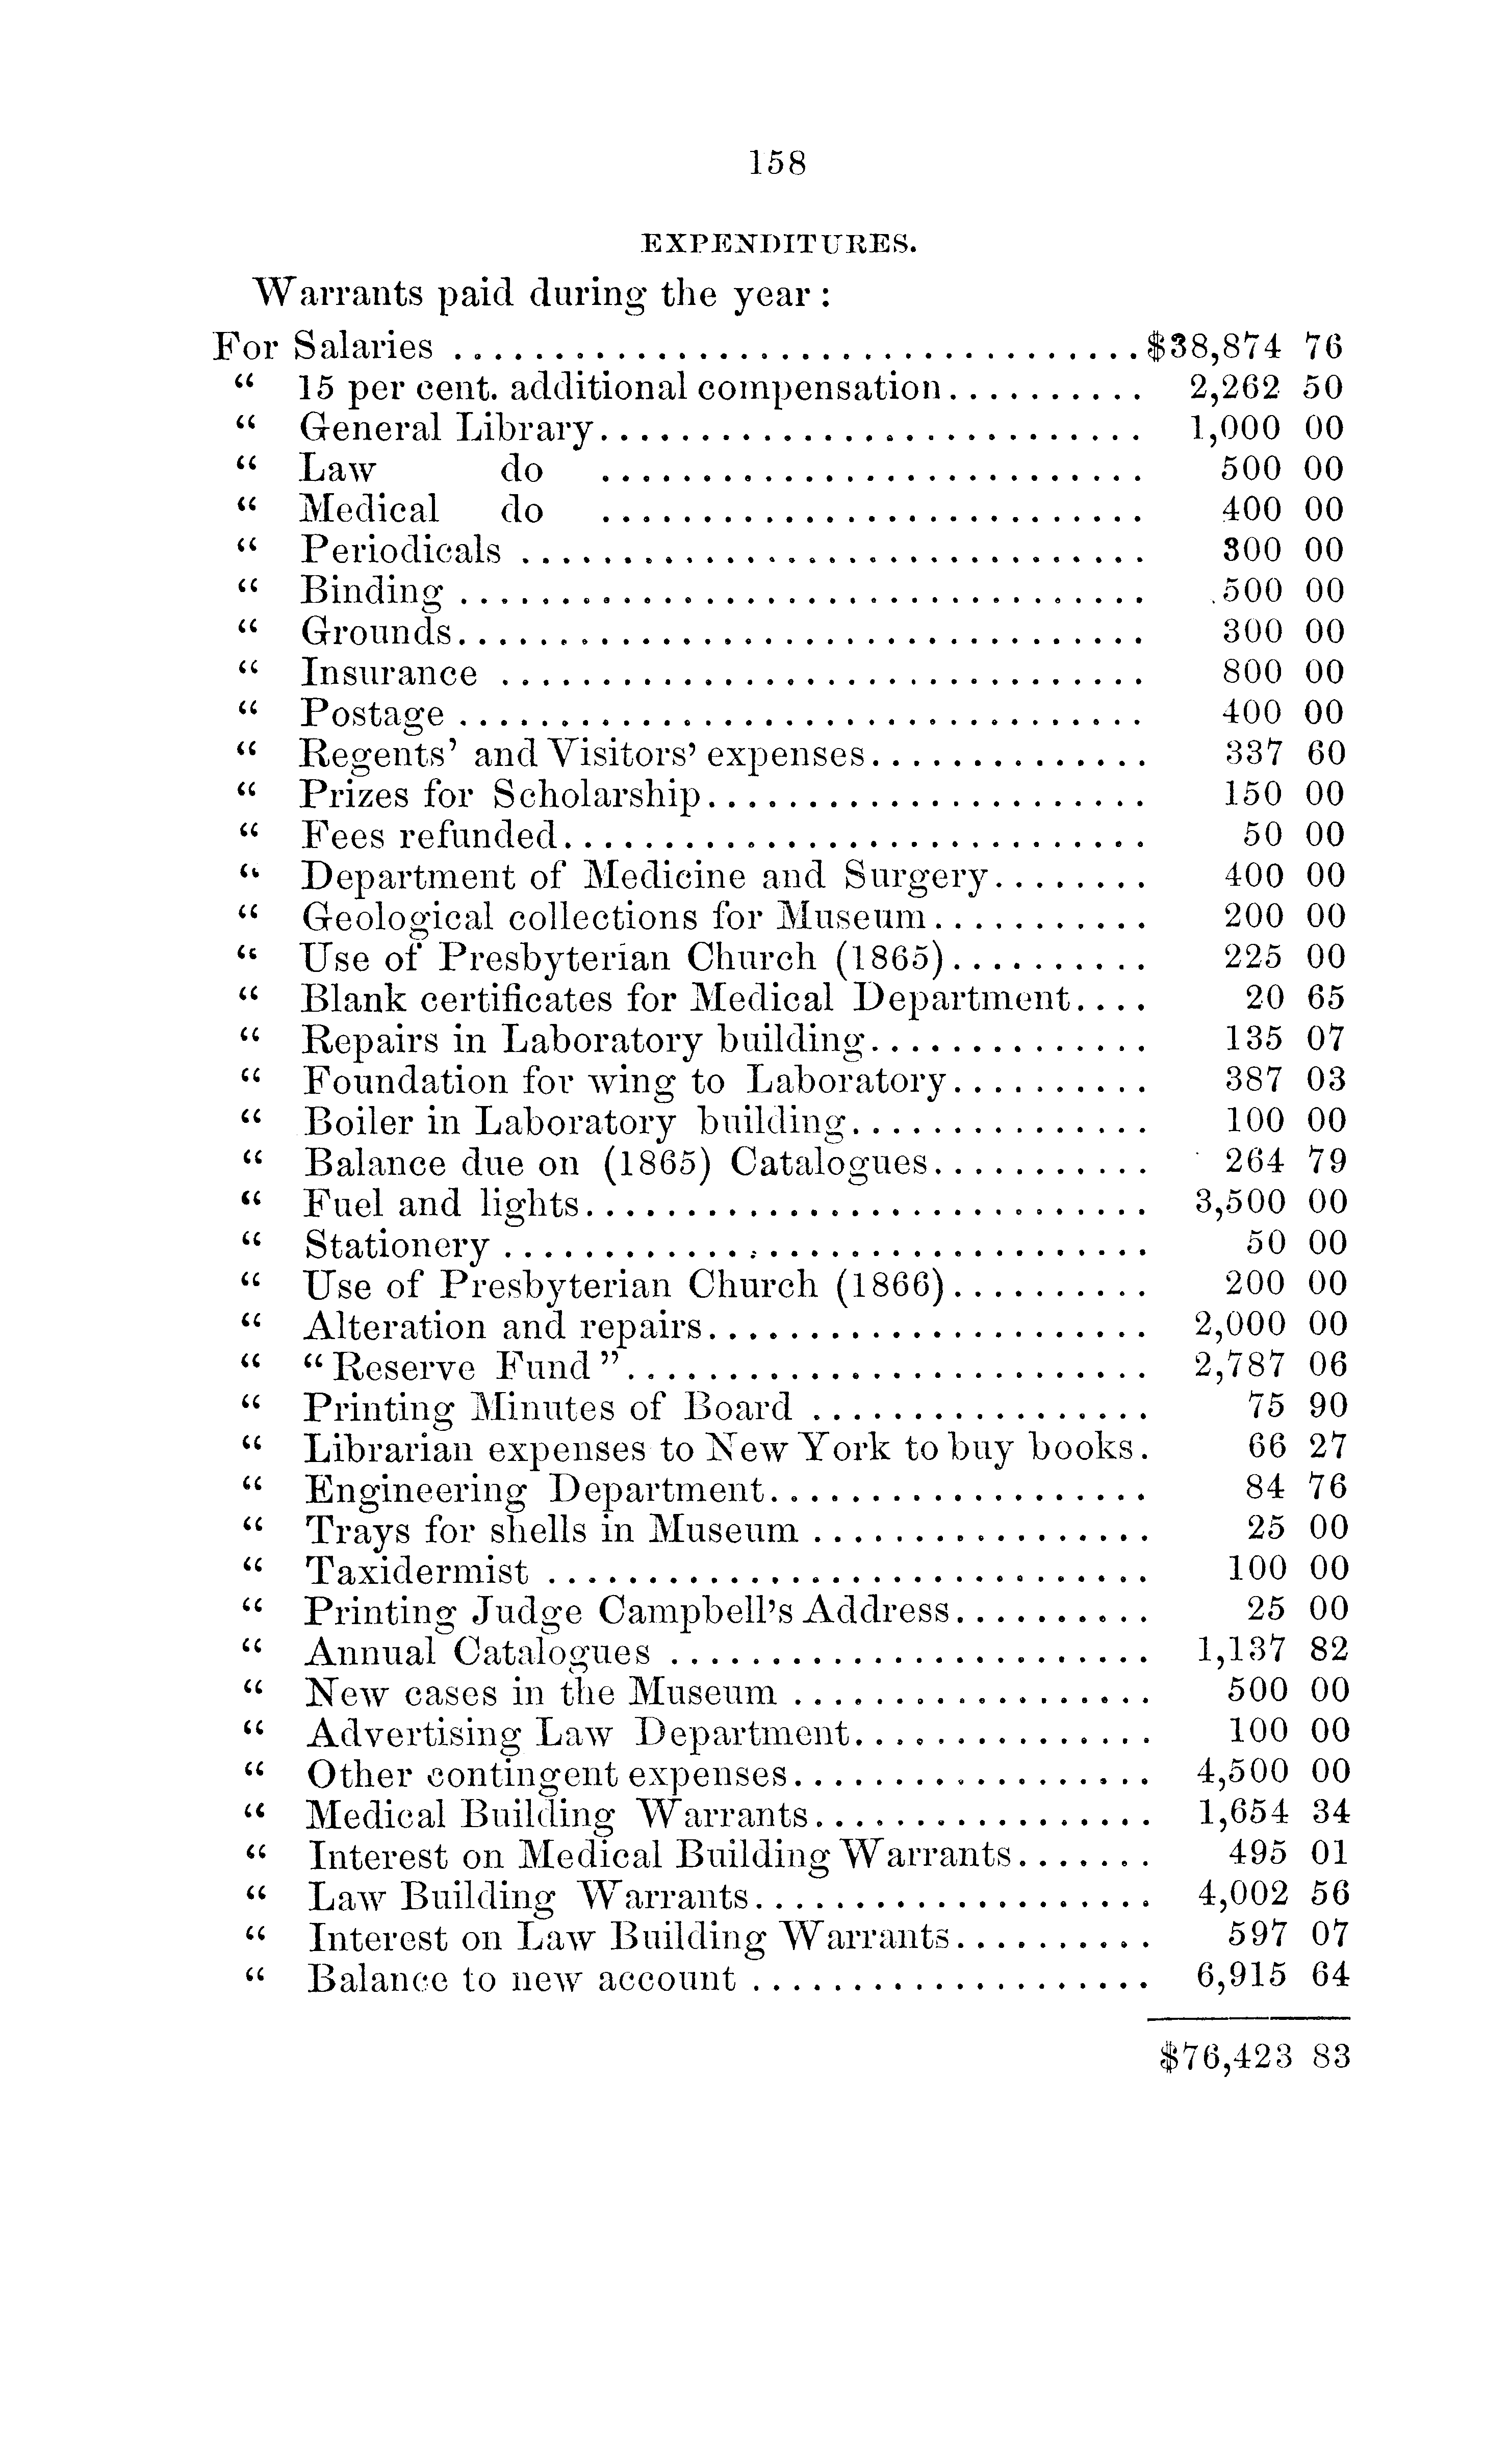 158
EXPENDITURES.
Warrants paid during the year :
For Salaries .................................. $38,874 76
“ 15 per cent. additional compensation.......... 2,262 50
“ General Library........................... 1,000 00
“ Law do ........................... 500 00
“ Medical do ........................... 400 00
“ Periodicals ............................... 300 00
“ Binding .................................. 500 00
“ Grounds.................................. 300 00
“ Insurance ................................ 800 00
“ Postage .................................. 400 00
“ Regents’ and Visitors’ expenses.............. 337 60
“ Prizes for Scholarship...................... 150 00
“ Fees refunded............................. 50 00
“ Department of Medicine and Surgery........ 400 00
“ Geological collections for Museum........... 200 00
“ Use of Presbyterian Church (1865).......... 225 00
“ Blank certificates for Medical Department.... 20 65
“ Repairs in Laboratory building.............. 135 07
“ Foundation for wing to Laboratory.......... 387 03
“ Boiler in Laboratory building............... 100 00
“ Balance due on (1865) Catalogues........... 264 79
“ Fuel and lights............................ 3,500 00
“ Stationery ................................ 50 00
“ Use of Presbyterian Church (1866).......... 200 00
“ Alteration and repairs...................... 2,000 00
“ “Reserve Fund”.......................... 2,787 06
“ Printing Minutes of Board ................. 75 90
“ Librarian expenses to New York to buy books. 66 27
“ Engineering Department................... 84 76
“ Trays for shells in Museum ................. 25 00
“ Taxidermist .............................. 100 00
“ Printing Judge Campbell’s Address.......... 25 00
“ Annual Catalogues ........................ 1,137 82
“ New cases in the Museum .................. 500 00
“ Advertising Law Department............... 100 00
“ Other contingent expenses.................. 4,500 00
“ Medical Building Warrants................. 1,654 34
“ Interest on Medical Building Warrants....... 495 01
“ Law Building Warrants.................... 4,002 56
“ Interest on Law Building Warrants.......... 597 07
“ Balance to new account .................... 6,915 64
$76,423 83